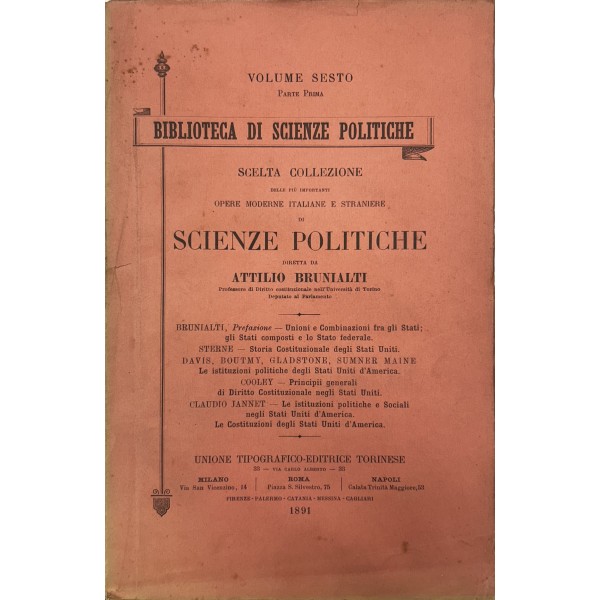 VOLUME SESTO
PARTE PRIMA
BIBLIOTECA DI SCIENZE POLITICHE
SCELTA COLLEZIONE
DELLE PIÙ IMPORTANTI
OPERE MODERNE ITALIANE E STRANIERE
DI
SCIENZE POLITICHE
DIRETTA DA
ATTILIO BRUNIALTI
Professore di Diritto costituzionale nell'Università di Torino
Deputato al Parlamento
BRUNIALTI, Prefazione — Unioni e Combinazioni fra gli Stati;
gli Stati composti e lo Stato federale.
STERNE — Storia Costituzionale degli Stati Uniti.
DAVIS, BOUTMY, GLADSTONE, SUMNER MAINE
Le istituzioni politiche degli Stati Uniti d'America.
COOLEY — Principii generali
di Diritto Costituzionale negli Stati Uniti.
CLAUDIO JANNET — Le istituzioni politiche e Sociali
negli Stati Uniti d'America.
Le Costituzioni degli Stati Uniti d'America.
UNIONE TIPOGRAFICO-EDITRICE TORINESE
33 — VIA CARLO ALBERTO — 33
MILANO ROMA NAPOLI
Via San Vicenzino, 14 Piazza S. Silvestro, 75 Calata Trinità Maggiore, 53
FIRENZE - PALERMO - CATANIA - MESSINA - CAGLIARI
1891